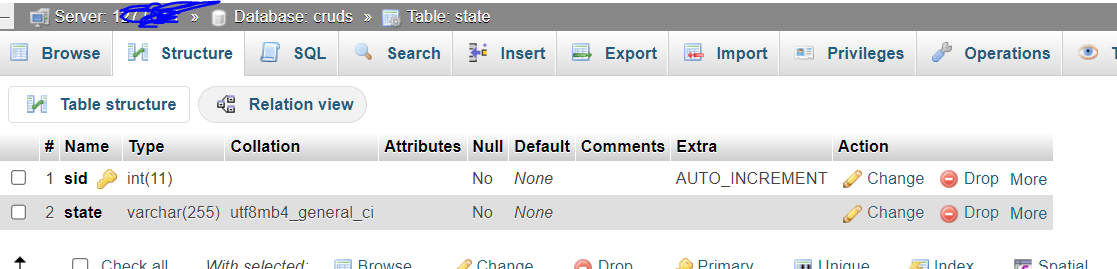 Server: 127 » Database: cruds » Table: state
Browse Structure SQL Search Insert Export Import Privileges Operations
Table structure Relation view
# Name Type Collation Attributes Null Default Comments Extra Action
1 sid int(11) No None AUTO_INCREMENT Change Drop More
2 state varchar(255) utf8mb4_general_ci No None Change Drop More
Check all With selected: Browse Change Drop Primary Unique Index Spatial